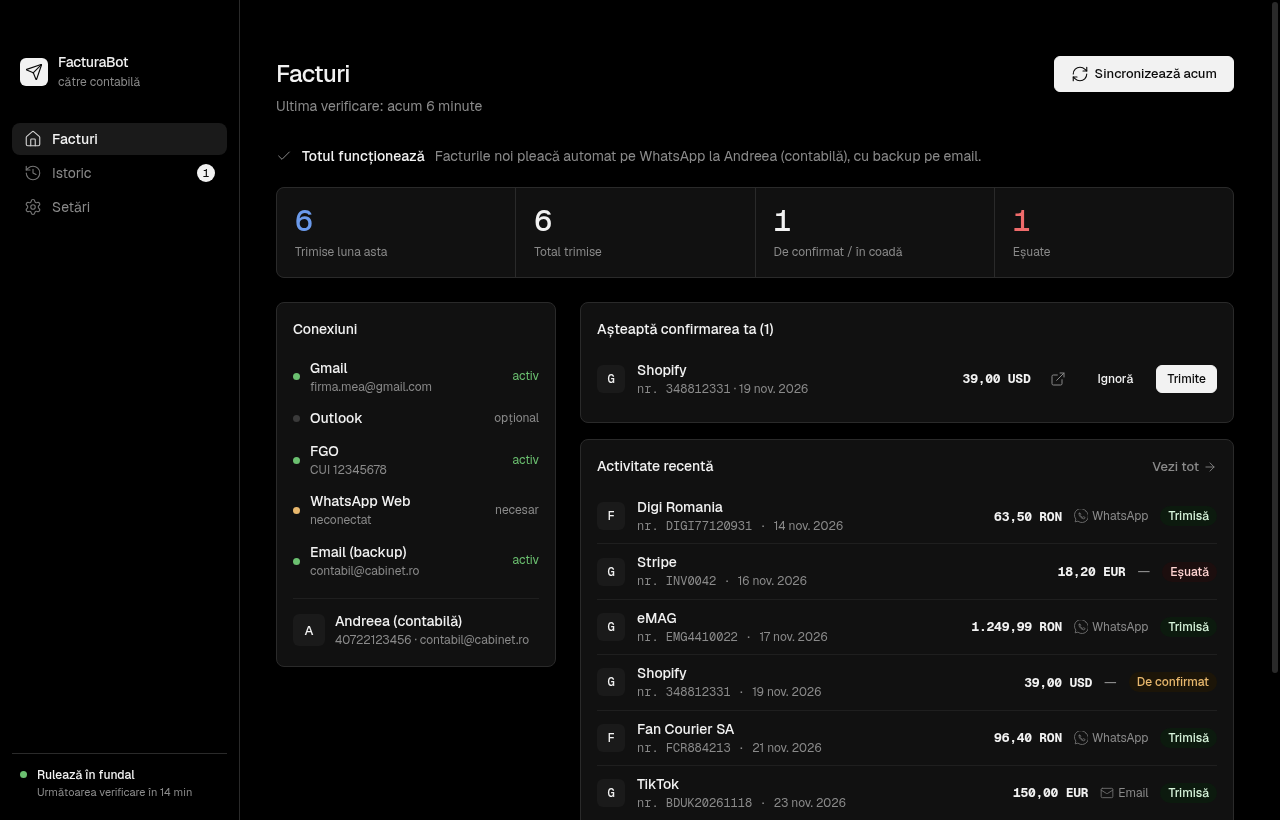 FacturaBot
către contabilă
Facturi
Istoric
1
Setări
Rulează în fundal
Următoarea verificare în 14 min
Facturi
Ultima verificare: acum 6 minute
Sincronizează acum
Totul funcționează Facturile noi pleacă automat pe WhatsApp la Andreea (contabilă), cu backup pe email.
6
Trimise luna asta
6
Total trimise
1
De confirmat / în coadă
1
Eșuate
Conexiuni
Gmail
firma.mea@gmail.com
activ
Outlook
opțional
FGO
CUI 12345678
activ
WhatsApp Web
neconectat
necesar
Email (backup)
contabil@cabinet.ro
activ
A
Andreea (contabilă)
40722123456 · contabil@cabinet.ro
Așteaptă confirmarea ta (1)
G
Shopify
nr. 348812331 · 19 nov. 2026
39,00 USD
Ignoră
Trimite
Activitate recentă
Vezi tot
F
Digi Romania
nr. DIGI77120931 · 14 nov. 2026
63,50 RON WhatsApp Trimisă
G
Stripe
nr. INV0042 · 16 nov. 2026
18,20 EUR — Eșuată
G
eMAG
nr. EMG4410022 · 17 nov. 2026
1.249,99 RON WhatsApp Trimisă
G
Shopify
nr. 348812331 · 19 nov. 2026
39,00 USD — De confirmat
F
Fan Courier SA
nr. FCR884213 · 21 nov. 2026
96,40 RON WhatsApp Trimisă
G
TikTok
nr. BDUK20261118 · 23 nov. 2026
150,00 EUR Email Trimisă